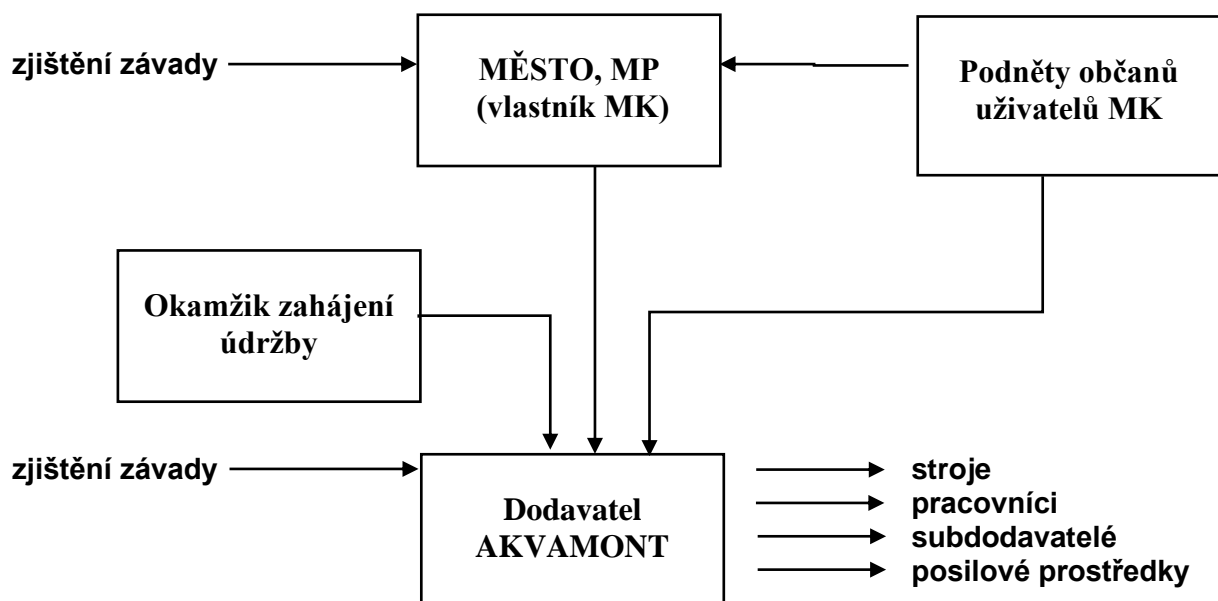 zjištění závady
MĚSTO, MP
(vlastník MK)
Podněty občanů
uživatelů MK
Okamžik zahájení
údržby
zjištění závady
Dodavatel
AKVAMONT
stroje
pracovníci
subdodavatelé
posilové prostředky